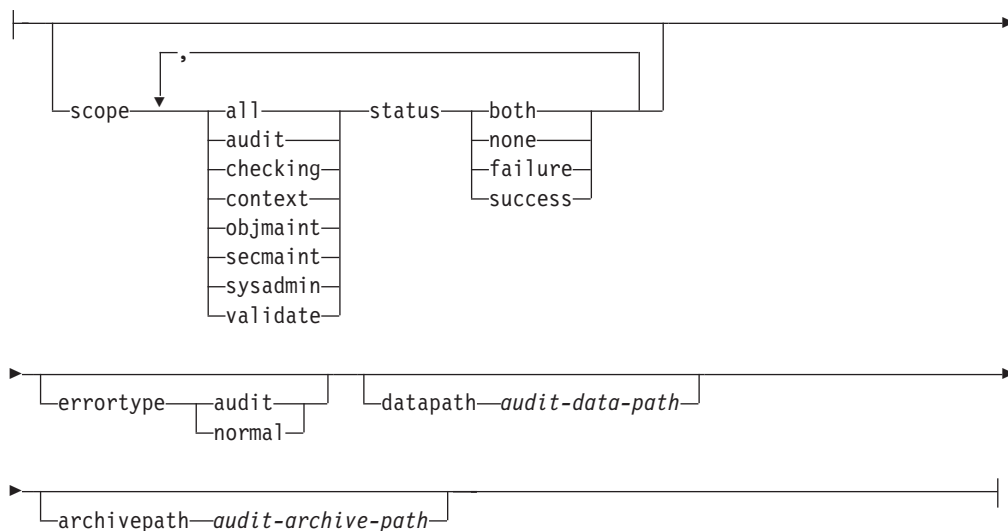 ,
scope all status both
audit none
checking failure
context success
objmaint
secmaint
sysadmin
validate
errortype audit datapath audit-data-path
normal
archivepath audit-archive-path